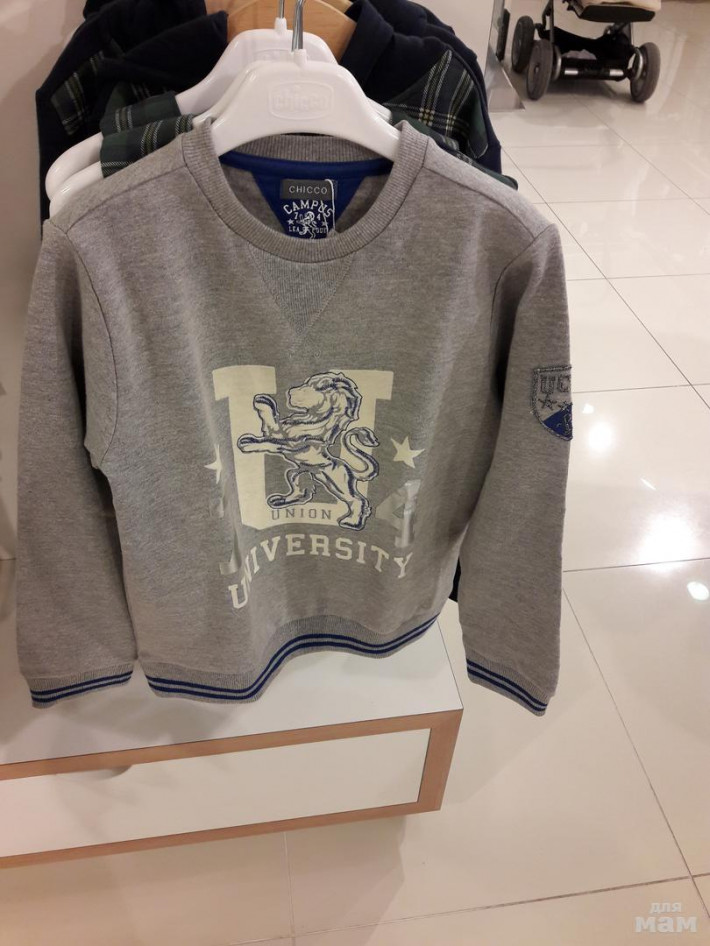 chicco
CHICCO
CAMPUS
U
UNION
UNIVERSITY
для
мам